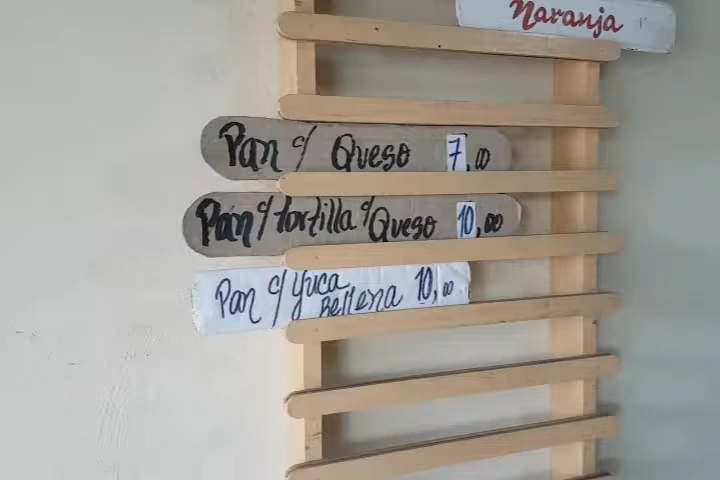 Naranja
Pan c/ Queso 7,00
Pan c/ tortilla c/ Queso 10,00
Pan c/ Yuca
Rellena 10,00